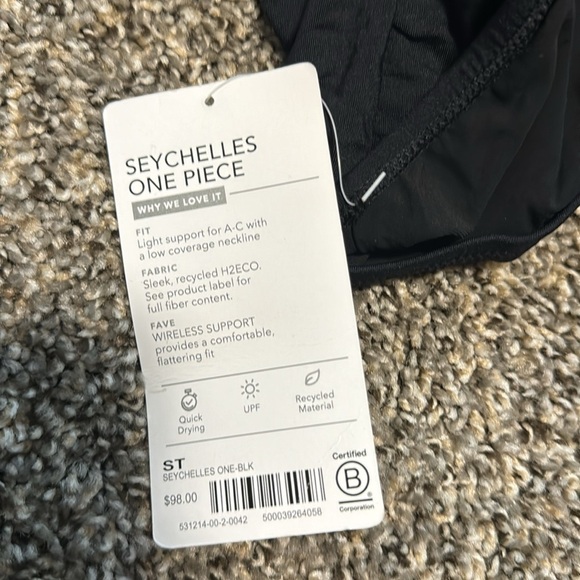 SEYCHELLES
ONE PIECE
WHY WE LOVE IT
FIT
Light support for A-C with
a low coverage neckline
FABRIC
Sleek, recycled H2ECO.
See product label for
full fiber content.
FAVE
WIRELESS SUPPORT
provides a comfortable,
flattering fit
Quick
Drying
UPF
Recycled
Material
ST
SEYCHELLES ONE-BLK
$98.00
531214-00-2-0042 500039264058
Certified
B
®
Corporation